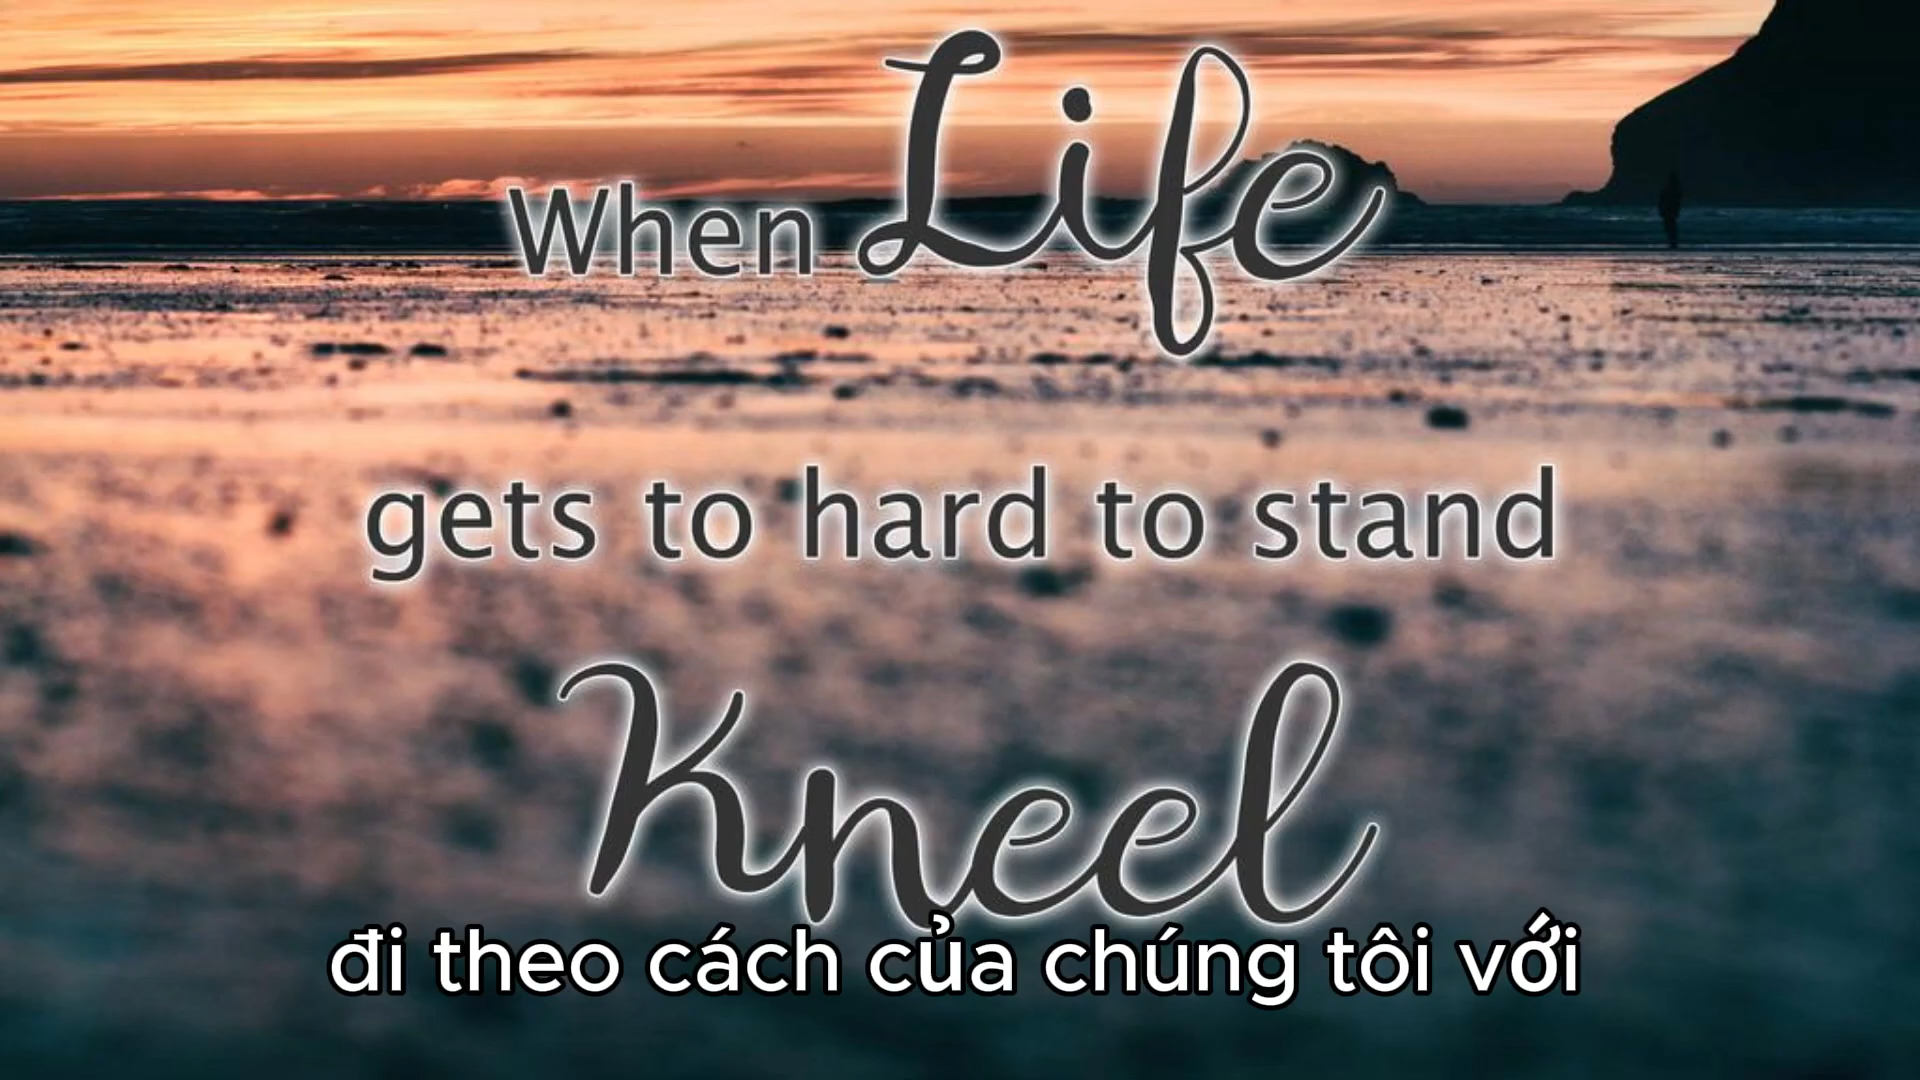 When Life
gets to hard to stand
Kneel
đi theo cách của chúng tôi với